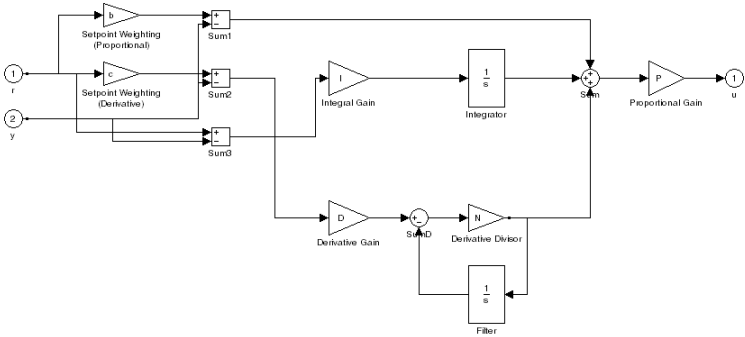 b
+
−
Sum1
Setpoint Weighting
(Proportional)
1
r
c
+
−
Sum2
Setpoint Weighting
(Derivative)
2
y
+
−
Sum3
I
Integral Gain
1
s
Integrator
+
+
+
Sum
P
Proportional Gain
1
u
D
Derivative Gain
+
−
SumD
N
Derivative Divisor
1
s
Filter